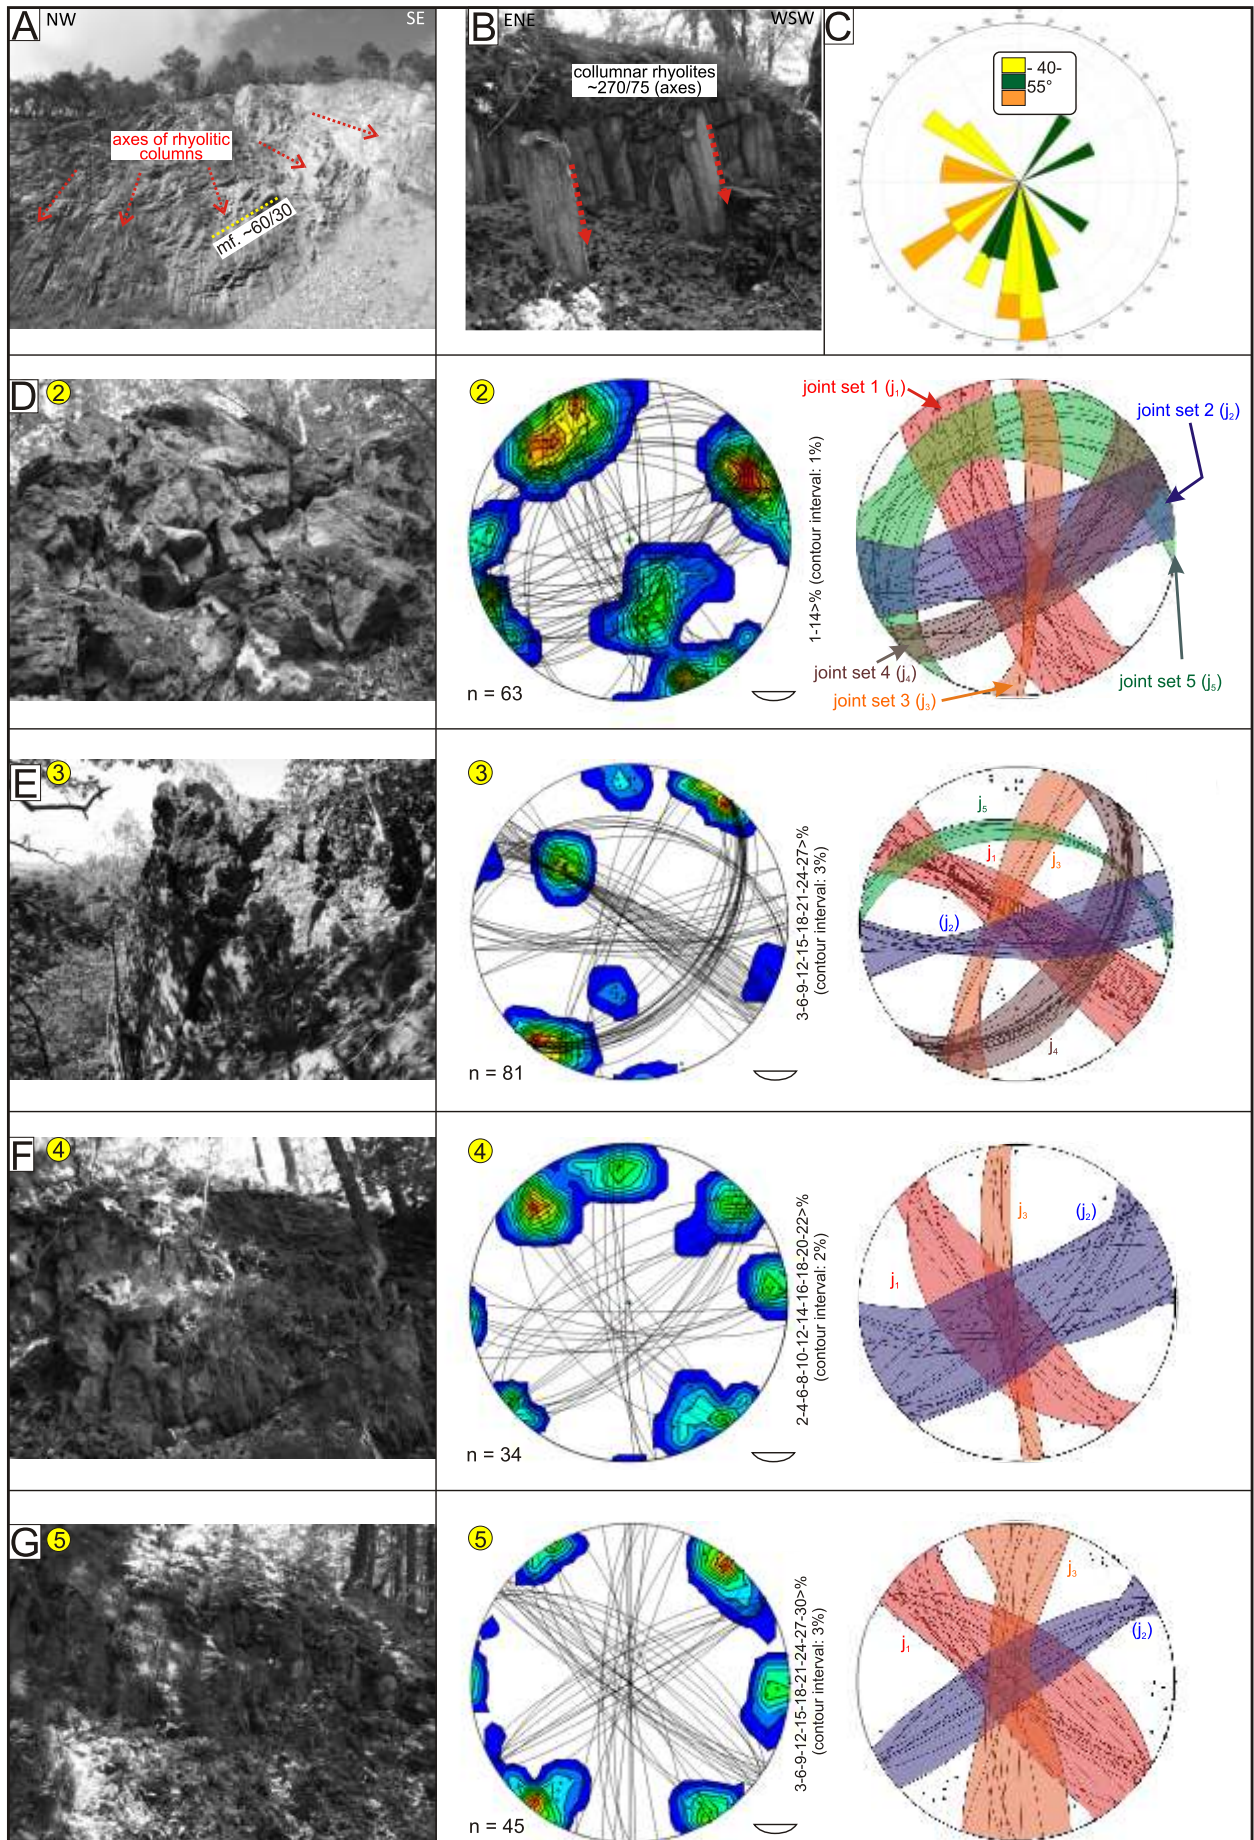 A
NW
SE
axes of rhyolitic
columns
mf. ~60/30
B
ENE
WSW
collumnar rhyolites
~270/75 (axes)
C
- 40-
55°
D
2
2
n = 63
1-14>% (contour interval: 1%)
joint set 1 (j1)
joint set 2 (j2)
joint set 4 (j4)
joint set 3 (j3)
joint set 5 (j5)
E
3
3
n = 81
3-6-9-12-15-18-21-24-27>%
(contour interval: 3%)
j5
j1
j3
(j2)
j4
F
4
4
n = 34
2-4-6-8-10-12-14-16-18-20-22>%
(contour interval: 2%)
j3
(j2)
j1
G
5
5
n = 45
3-6-9-12-15-18-21-24-27-30>%
(contour interval: 3%)
j3
j1
(j2)